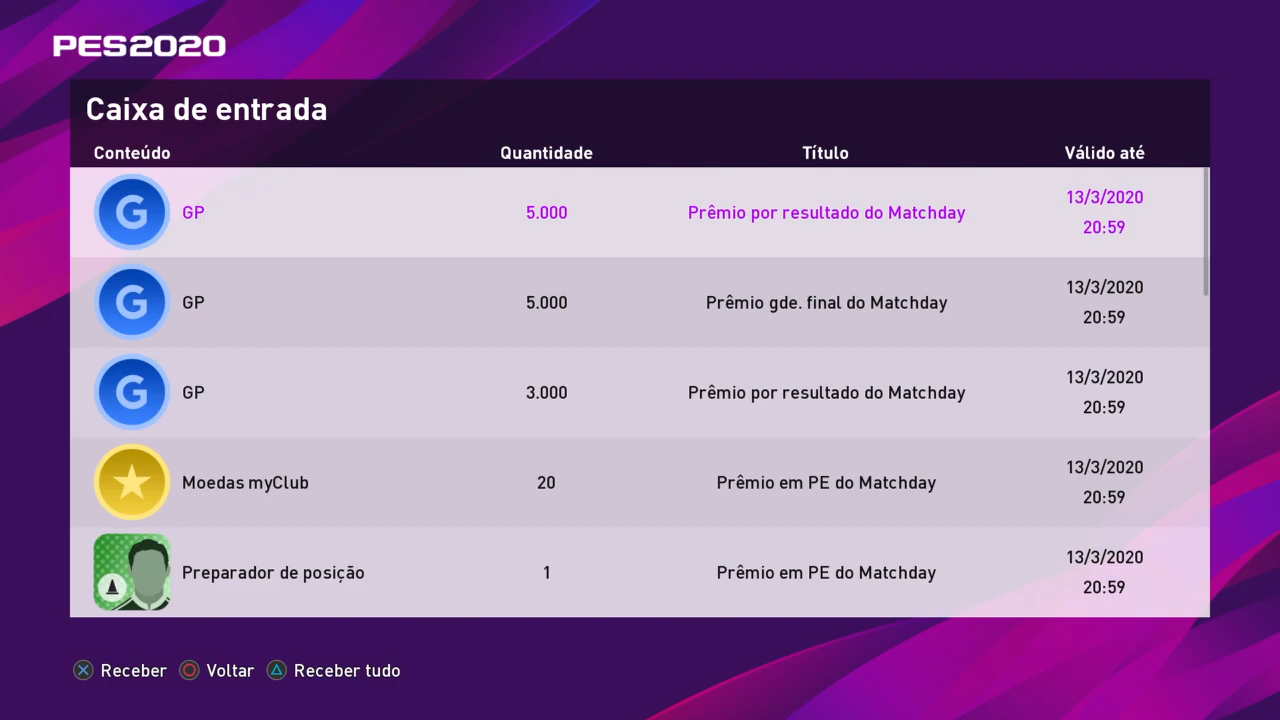 PES2020
Caixa de entrada
Conteúdo Quantidade Título Válido até
GP 5.000 Prêmio por resultado do Matchday 13/3/2020 20:59
GP 5.000 Prêmio gde. final do Matchday 13/3/2020 20:59
GP 3.000 Prêmio por resultado do Matchday 13/3/2020 20:59
Moedas myClub 20 Prêmio em PE do Matchday 13/3/2020 20:59
Preparador de posição 1 Prêmio em PE do Matchday 13/3/2020 20:59
Receber Voltar Receber tudo